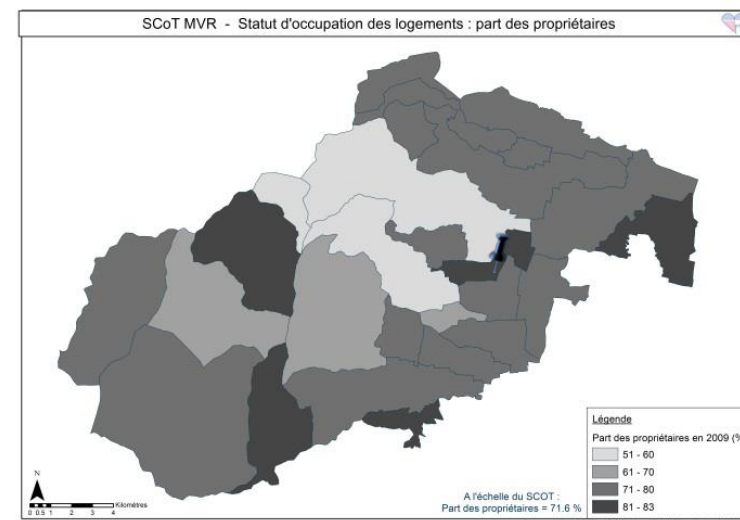 SCoT MVR - Statut d'occupation des logements : part des propriétaires
Légende
Part des propriétaires en 2009 (%
51 - 60
61 - 70
71 - 80
81 - 83
N
0 0.5 1 2 3 4 Kilomètres
A l'échelle du SCOT :
Part des propriétaires = 71.6 %